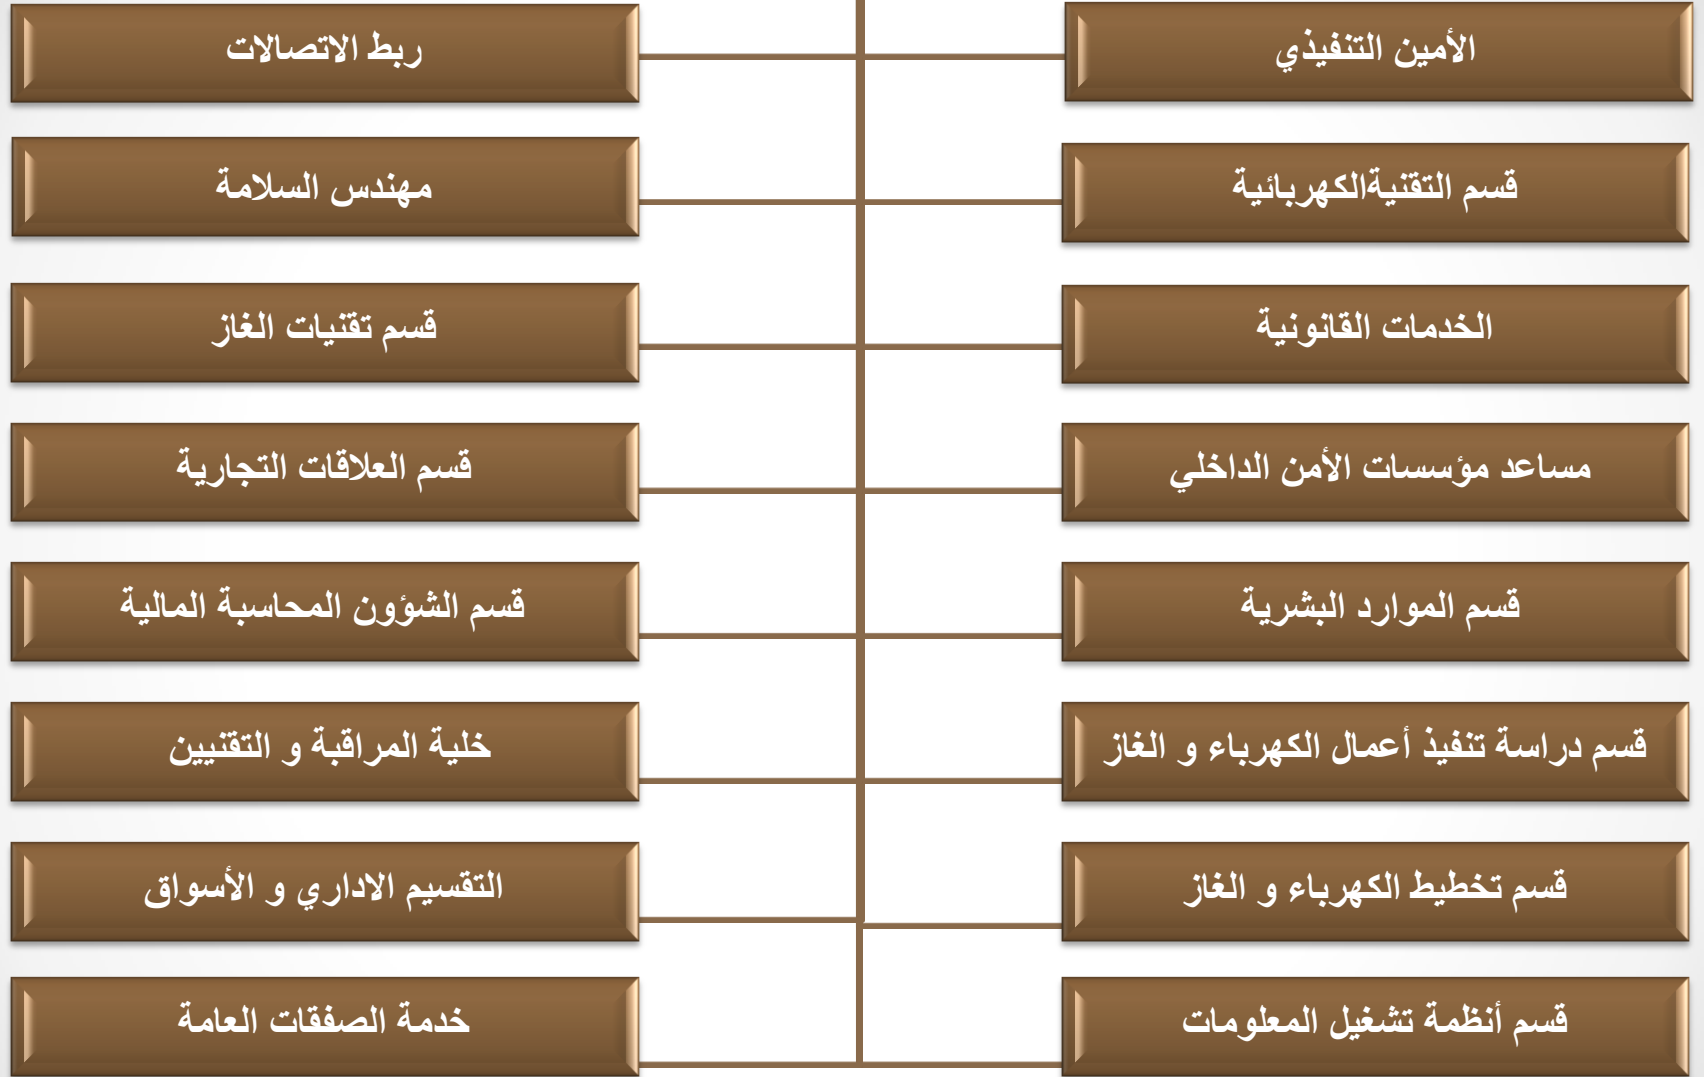 الأمين التنفيذي
ربط الاتصالات
قسم التقنيةالكهربائية
مهندس السلامة
الخدمات القانونية
قسم تقنيات الغاز
مساعد مؤسسات الأمن الداخلي
قسم العلاقات التجارية
قسم الموارد البشرية
قسم الشؤون المحاسبة المالية
قسم دراسة تنفيذ أعمال الكهرباء و الغاز
خلية المراقبة و التقنيين
قسم تخطيط الكهرباء و الغاز
التقسيم الاداري و الأسواق
قسم أنظمة تشغيل المعلومات
خدمة الصفقات العامة